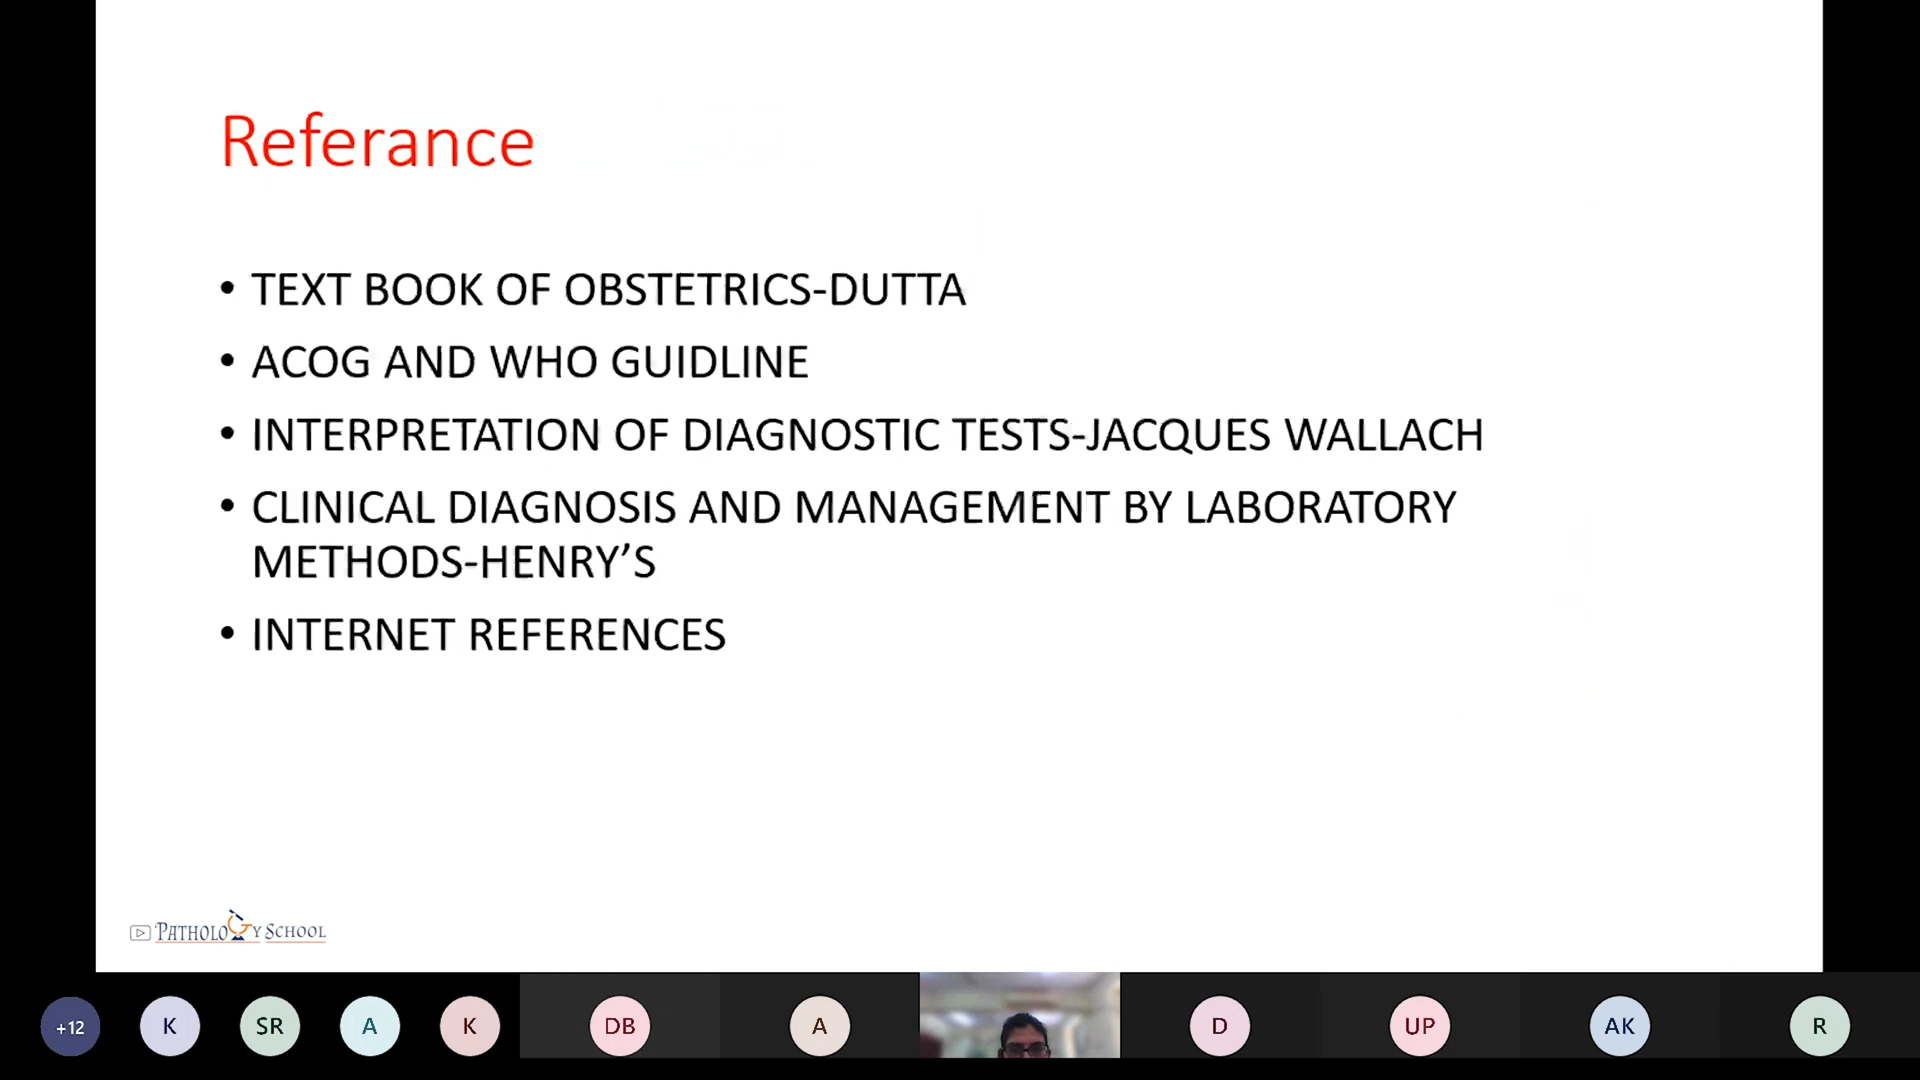 Referance
• TEXT BOOK OF OBSTETRICS-DUTTA
• ACOG AND WHO GUIDLINE
• INTERPRETATION OF DIAGNOSTIC TESTS-JACQUES WALLACH
• CLINICAL DIAGNOSIS AND MANAGEMENT BY LABORATORY
METHODS-HENRY’S
• INTERNET REFERENCES
PATHOLOGY SCHOOL
+12 K SR A K DB A D UP AK R